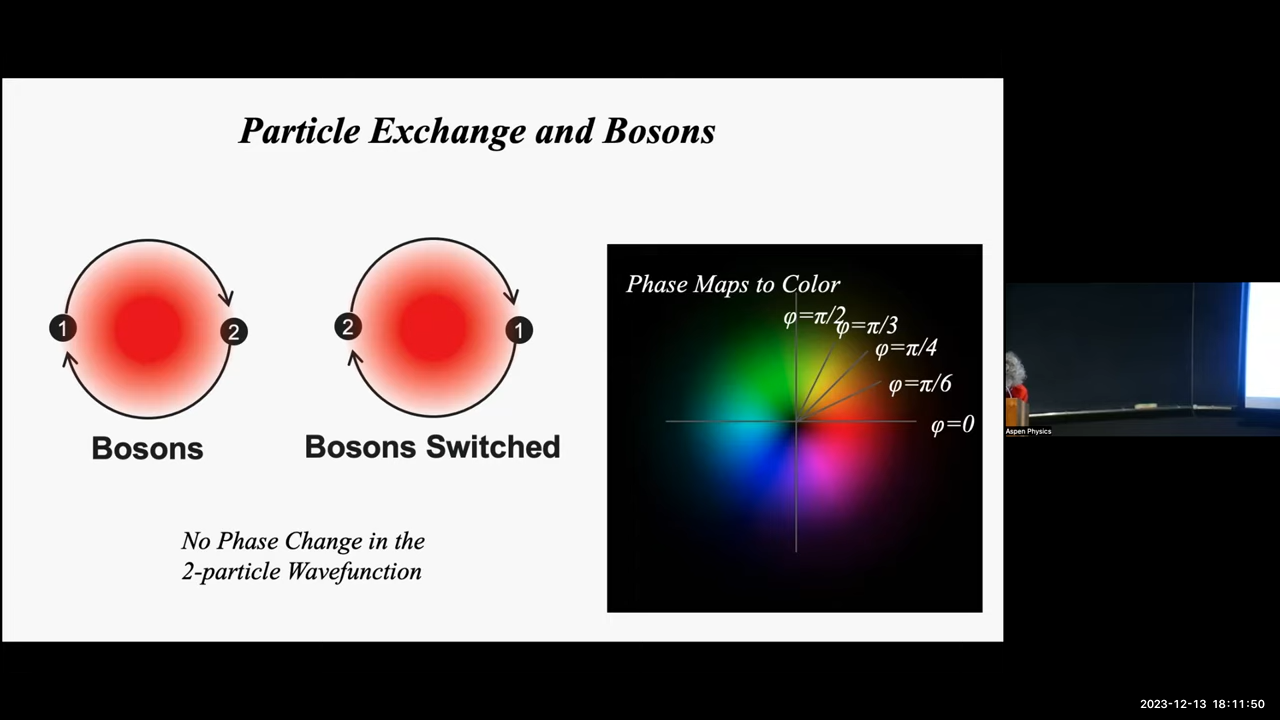 Particle Exchange and Bosons
1
2
2
1
Bosons
Bosons Switched
No Phase Change in the
2-particle Wavefunction
Phase Maps to Color
φ=π/2
φ=π/3
φ=π/4
φ=π/6
φ=0
Aspen Physics
2023-12-13 18:11:50